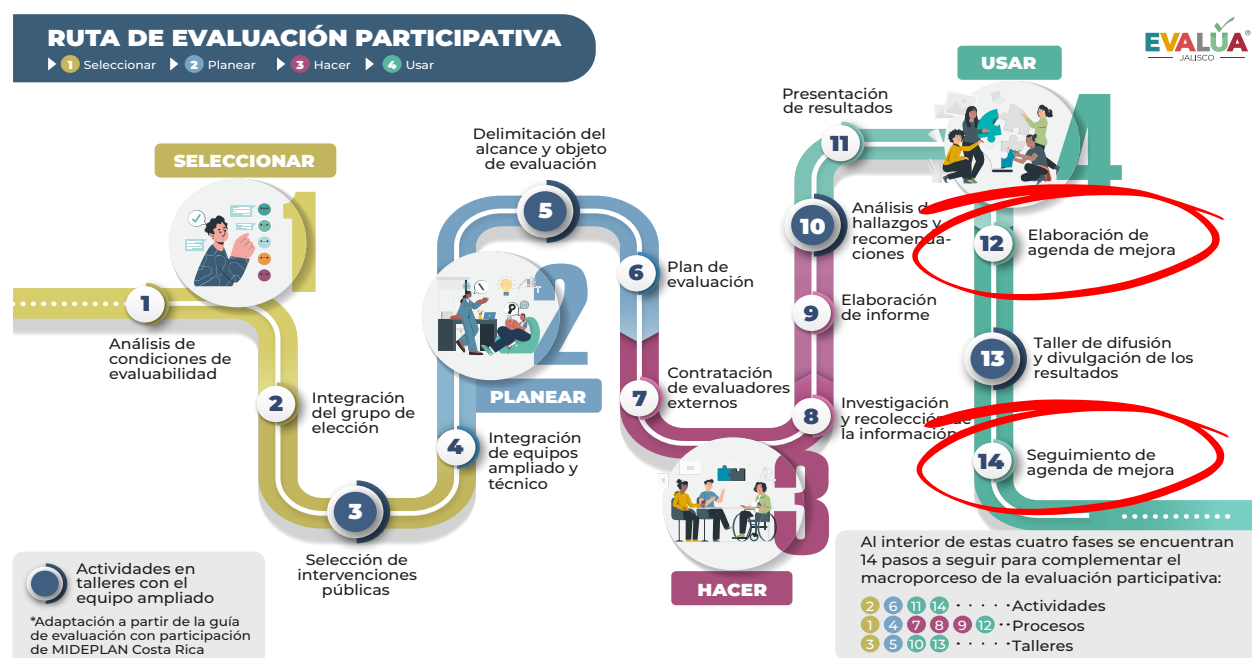 RUTA DE EVALUACIÓN PARTICIPATIVA
1 Seleccionar 2 Planear 3 Hacer 4 Usar
EVALÚA®
JALISCO
SELECCIONAR
1
1
Análisis de
condiciones de
evaluabilidad
2
Integración
del grupo de
elección
3
Selección de
intervenciones
públicas
PLANEAR
2
4
Integración
de equipos
ampliado y
técnico
Delimitación del
alcance y objeto
de evaluación
5
6
Plan de
evaluación
7
Contratación
de evaluadores
externos
HACER
3
8
Investigación
y recolección de
la información
9
Elaboración
de informe
10
Análisis de
hallazgos y
recomenda-
ciones
Presentación
de resultados
11
USAR
4
12
Elaboración de
agenda de mejora
13
Taller de difusión
y divulgación de los
resultados
14
Seguimiento de
agenda de mejora
Actividades en
talleres con el
equipo ampliado
*Adaptación a partir de la guía
de evaluación con participación
de MIDEPLAN Costa Rica
Al interior de estas cuatro fases se encuentran
14 pasos a seguir para complementar el
macroporceso de la evaluación participativa:
2 6 11 14 · · · · · Actividades
1 4 7 8 9 12 ·· Procesos
3 5 10 13 · · · · · Talleres